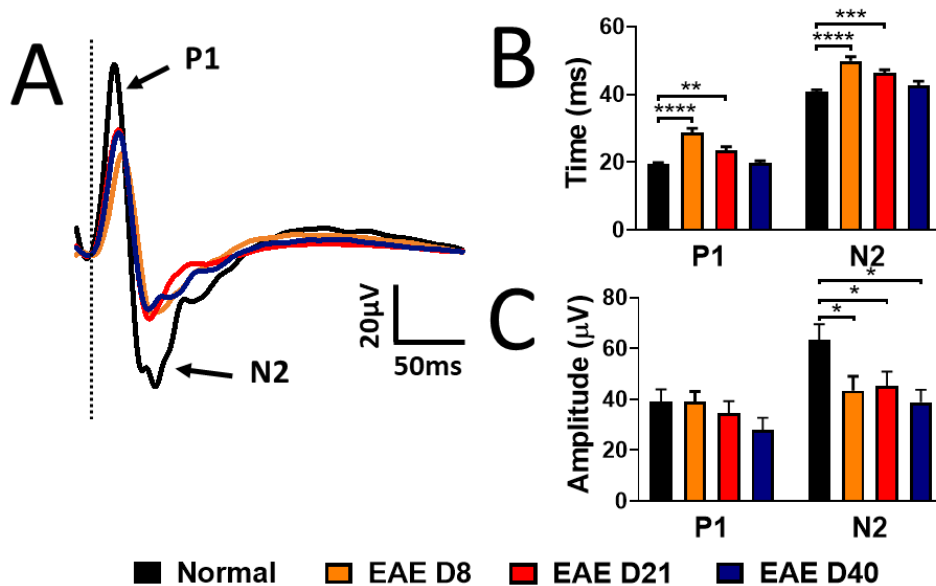 A
P1
N2
20µV
50ms
B
Time (ms)
60
40
20
0
****
**
****
***
P1
N2
C
Amplitude (µV)
80
60
40
20
0
*
*
*
P1
N2
Normal
EAE D8
EAE D21
EAE D40